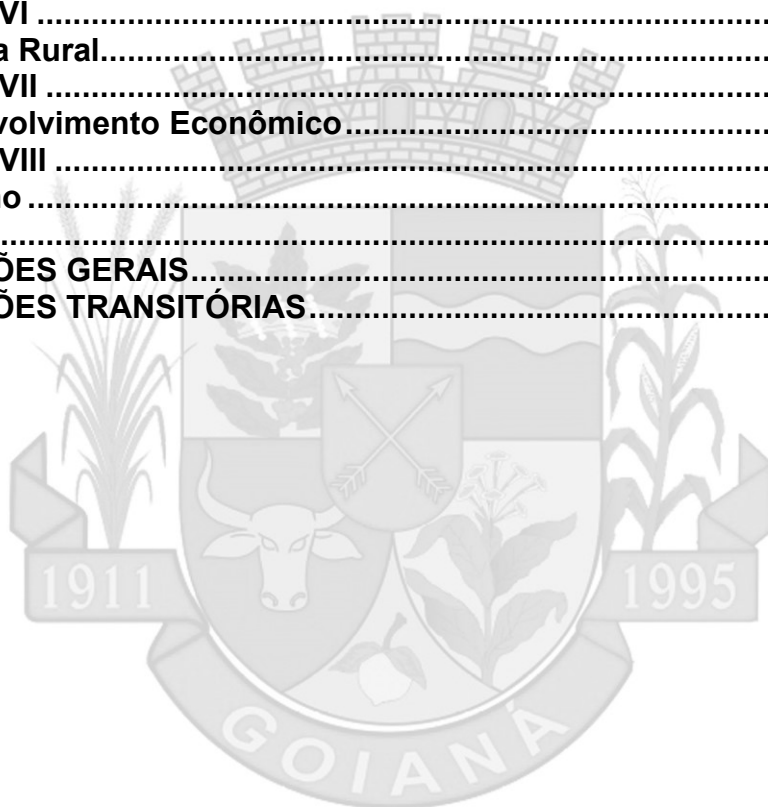 VI ................................................................................
a Rural.........................................................................
VII ...............................................................................
volvimento Econômico..............................................
VIII ..............................................................................
o .................................................................................
....................................................................................
ÕES GERAIS...............................................................
ÕES TRANSITÓRIAS..................................................
1911
1995
GOIANÁ